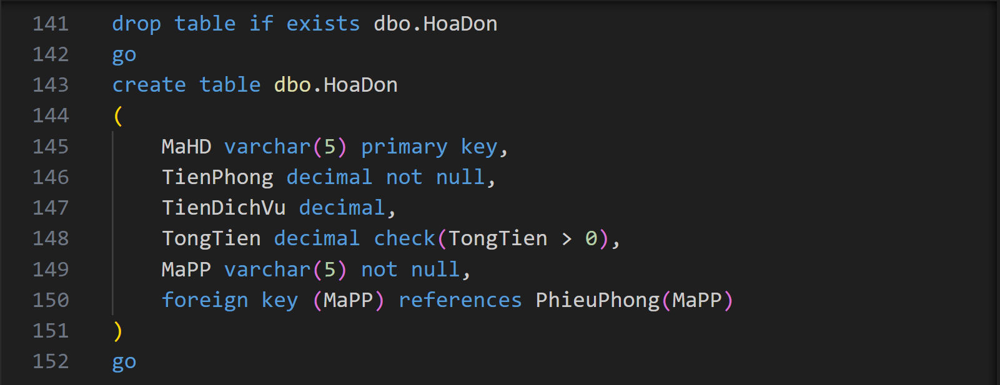 141 drop table if exists dbo.HoaDon
142 go
143 create table dbo.HoaDon
144 (
145 MaHD varchar(5) primary key,
146 TienPhong decimal not null,
147 TienDichVu decimal,
148 TongTien decimal check(TongTien > 0),
149 MaPP varchar(5) not null,
150 foreign key (MaPP) references PhieuPhong(MaPP)
151 )
152 go